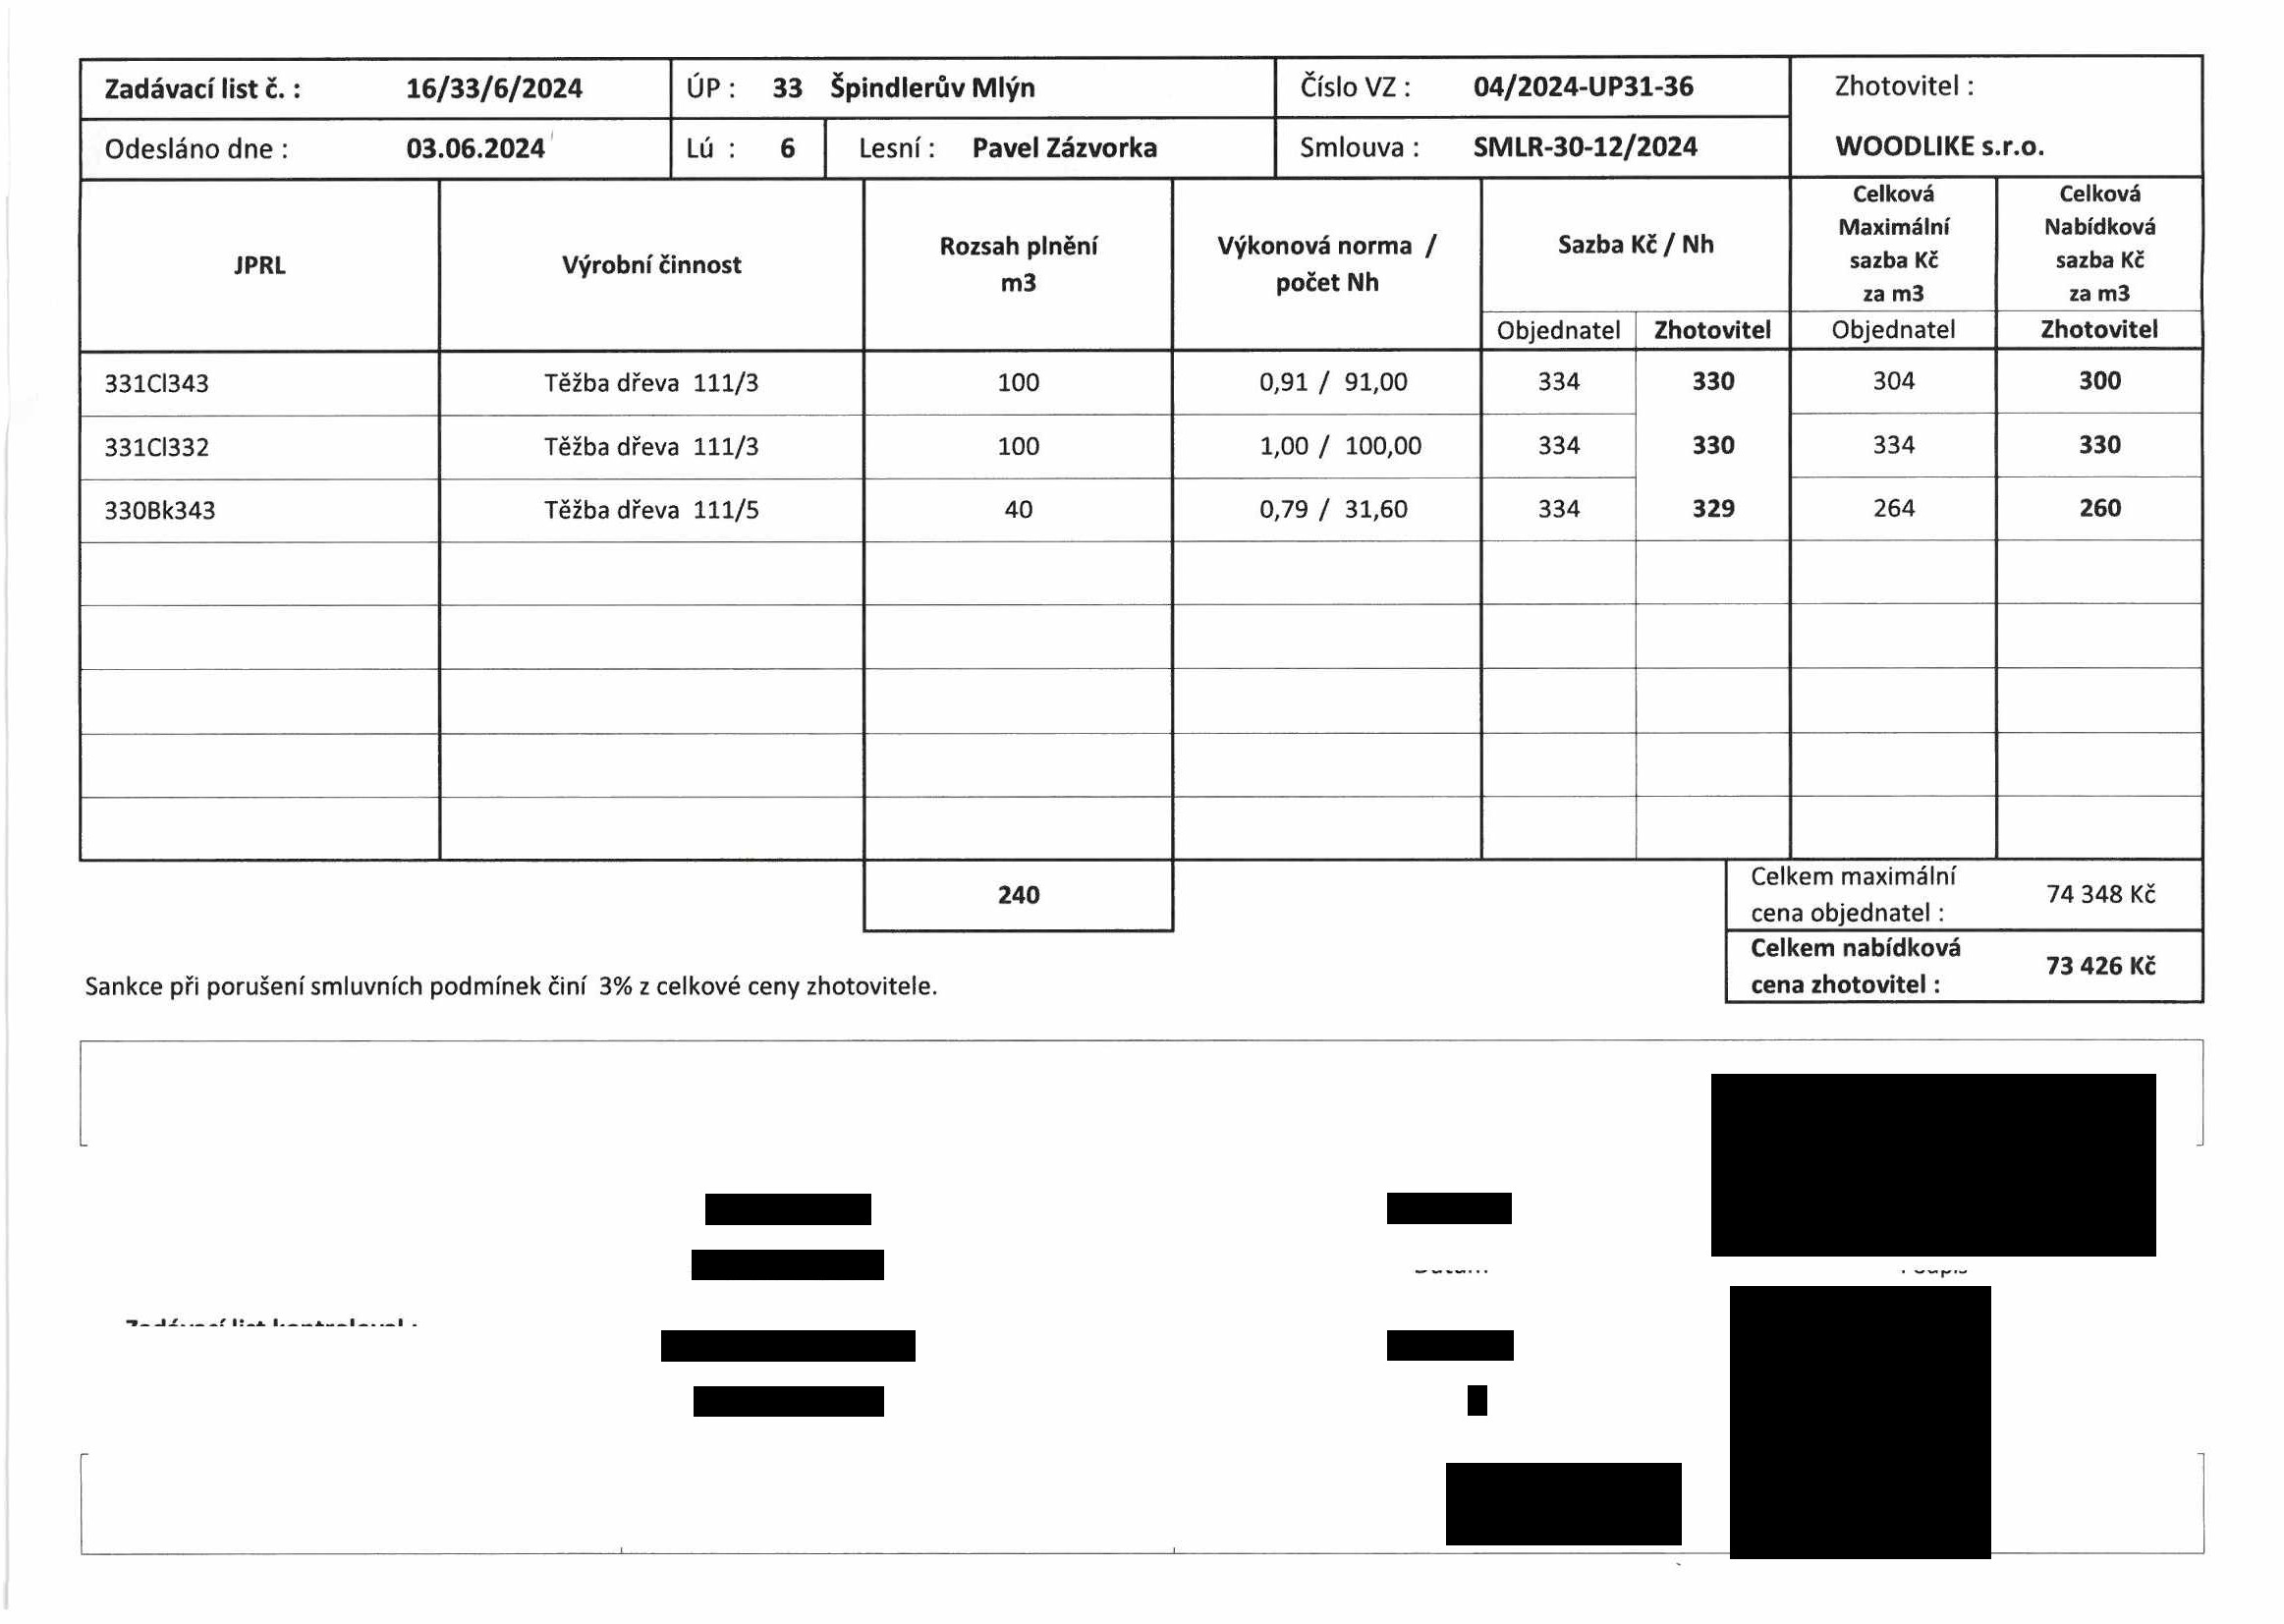 Zadávací list č. : 16/33/6/2024 ÚP : 33 Špindlerův Mlýn Číslo VZ : 04/2024-UP31-36 Zhotovitel :
Odesláno dne : 03.06.2024 Lú : 6 Lesní : Pavel Zázvorka Smlouva : SMLR-30-12/2024 WOODLIKE s.r.o.
JPRL
Výrobní činnost
Rozsah plnění
m3
Výkonová norma /
počet Nh
Sazba Kč / Nh
Celková
Maximální
sazba Kč
za m3
Celková
Nabídková
sazba Kč
za m3
Objednatel Zhotovitel Objednatel Zhotovitel
331Cl343 Těžba dřeva 111/3 100 0,91 / 91,00 334 330 304 300
331Cl332 Těžba dřeva 111/3 100 1,00 / 100,00 334 330 334 330
330Bk343 Těžba dřeva 111/5 40 0,79 / 31,60 334 329 264 260
240
Celkem maximální
cena objednatel :
74 348 Kč
Celkem nabídková
cena zhotovitel :
73 426 Kč
Sankce při porušení smluvních podmínek činí 3% z celkové ceny zhotovitele.